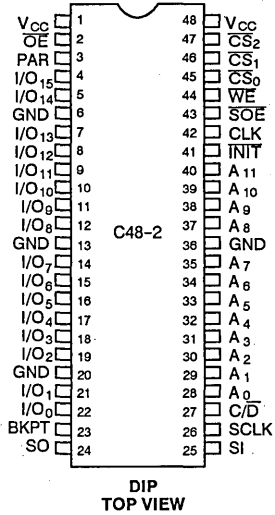 VCC 1 48 VCC
OE 2 47 CS2
PAR 3 46 CS1
I/O15 4 45 CS0
I/O14 5 44 WE
GND 6 43 SOE
I/O13 7 42 CLK
I/O12 8 41 INIT
I/O11 9 40 A11
I/O10 10 39 A10
I/O9 11 38 A9
I/O8 12 37 A8
C48-2
GND 13 36 GND
I/O7 14 35 A7
I/O6 15 34 A6
I/O5 16 33 A5
I/O4 17 32 A4
I/O3 18 31 A3
I/O2 19 30 A2
GND 20 29 A1
I/O1 21 28 A0
I/O0 22 27 C/D
BKPT 23 26 SCLK
SO 24 25 SI
DIP
TOP VIEW